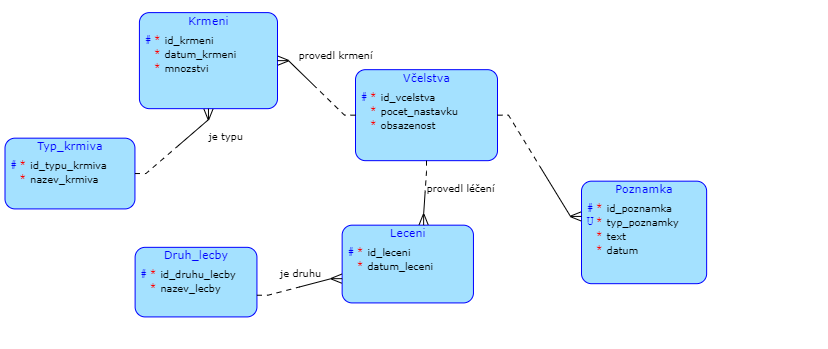 Krmeni
# * id_krmeni
* datum_krmeni
* mnozstvi
provedl krmení
Včelstva
# * id_vcelstva
* pocet_nastavku
* obsazenost
je typu
Typ_krmiva
# * id_typu_krmiva
* nazev_krmiva
provedl léčení
Poznamka
# * id_poznamka
U * typ_poznamky
* text
* datum
Leceni
# * id_leceni
* datum_leceni
Druh_lecby
# * id_druhu_lecby
* nazev_lecby
je druhu